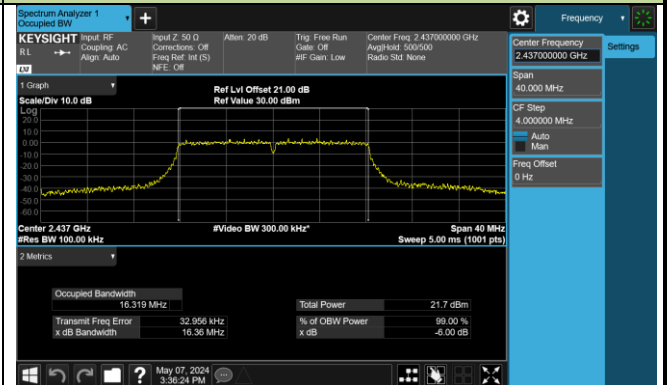 Spectrum Analyzer 1
Occupied BW
Frequency
KEYSIGHT
RL
LXI
Input: RF
Coupling: AC
Align: Auto
Input Z: 50 Ω
Corrections: Off
Freq Ref: Int (S)
NFE: Off
Atten: 20 dB
Trig: Free Run
Gate: Off
#IF Gain: Low
Center Freq: 2.437000000 GHz
Avg|Hold: 500/500
Radio Std: None
Center Frequency
2.437000000 GHz
Settings
Span
40.000 MHz
CF Step
4.000000 MHz
Auto
Man
Freq Offset
0 Hz
1 Graph
Scale/Div 10.0 dB
Ref Lvl Offset 21.00 dB
Ref Value 30.00 dBm
Log
20.0
10.0
0.00
-10.0
-20.0
-30.0
-40.0
-50.0
-60.0
Center 2.437 GHz
#Res BW 100.00 kHz
#Video BW 300.00 kHz*
Span 40 MHz
Sweep 5.00 ms (1001 pts)
2 Metrics
Occupied Bandwidth
16.319 MHz
Total Power 21.7 dBm
Transmit Freq Error 32.956 kHz
% of OBW Power 99.00 %
x dB Bandwidth 16.36 MHz
x dB -6.00 dB
May 07, 2024
3:36:24 PM